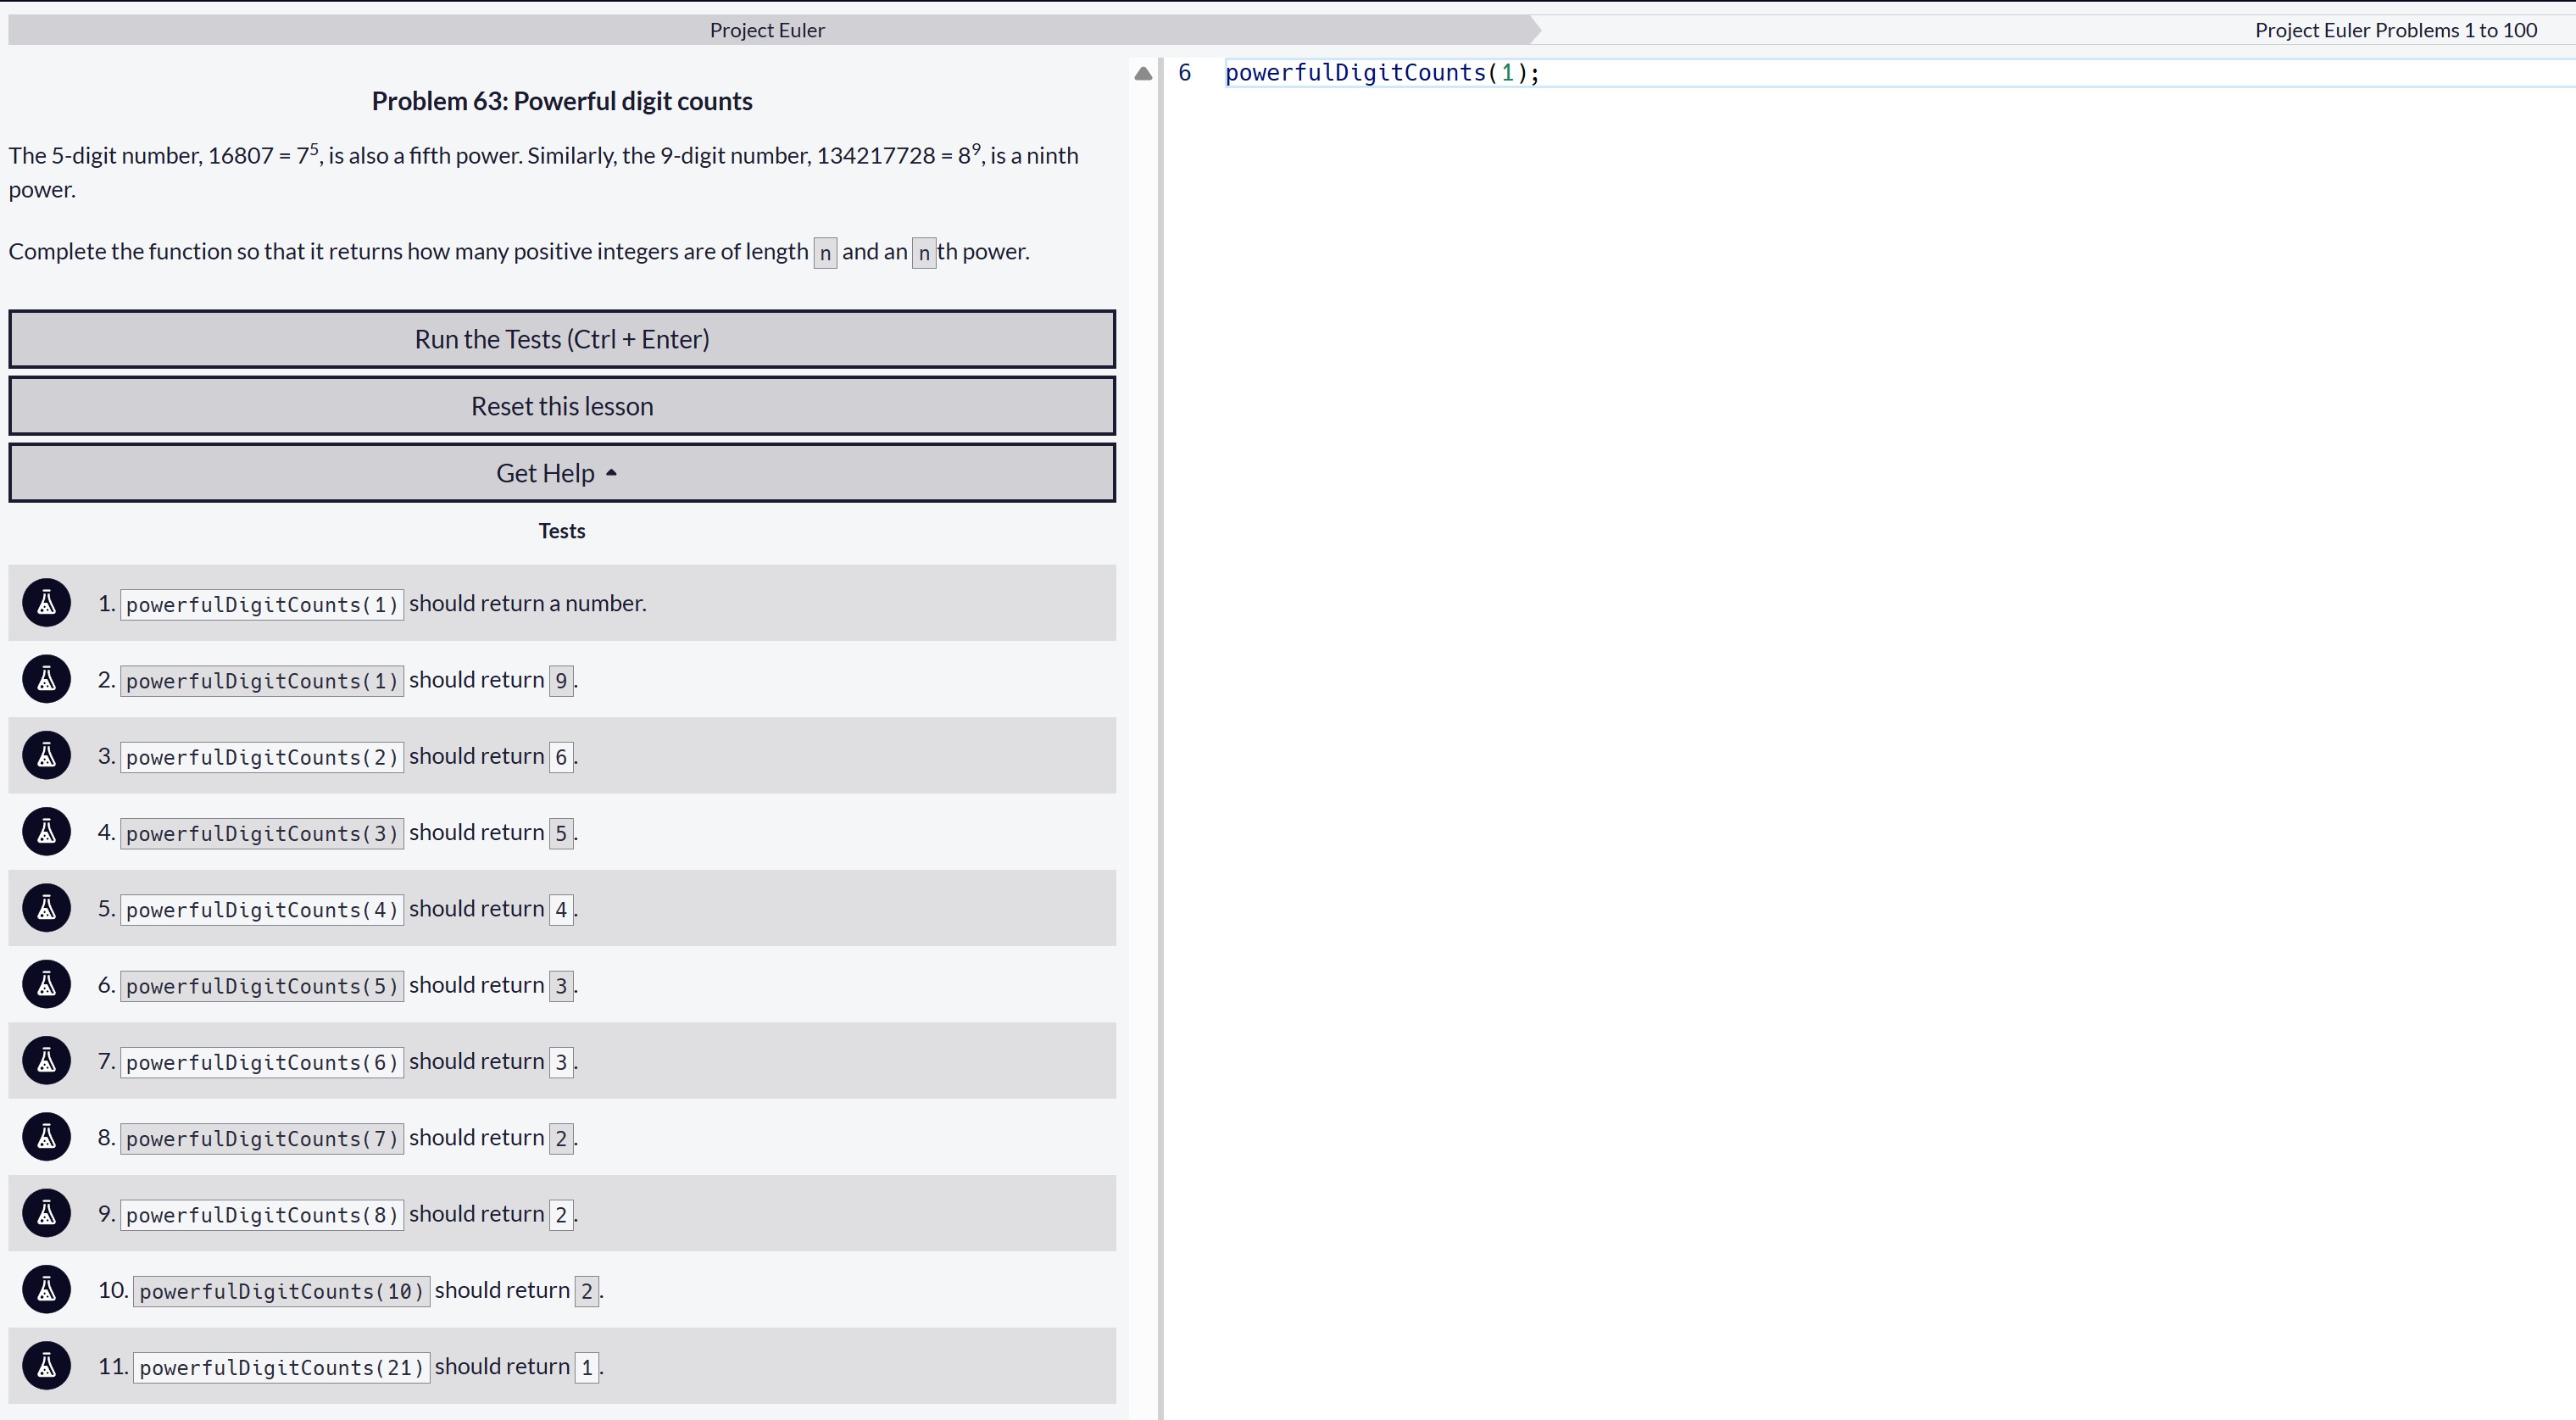 Project Euler
Project Euler Problems 1 to 100
Problem 63: Powerful digit counts
The 5-digit number, 16807 = 7⁵, is also a fifth power. Similarly, the 9-digit number, 134217728 = 8⁹, is a ninth
power.
Complete the function so that it returns how many positive integers are of length n and an nth power.
Run the Tests (Ctrl + Enter)
Reset this lesson
Get Help
Tests
1. powerfulDigitCounts(1) should return a number.
2. powerfulDigitCounts(1) should return 9.
3. powerfulDigitCounts(2) should return 6.
4. powerfulDigitCounts(3) should return 5.
5. powerfulDigitCounts(4) should return 4.
6. powerfulDigitCounts(5) should return 3.
7. powerfulDigitCounts(6) should return 3.
8. powerfulDigitCounts(7) should return 2.
9. powerfulDigitCounts(8) should return 2.
10. powerfulDigitCounts(10) should return 2.
11. powerfulDigitCounts(21) should return 1.
6 powerfulDigitCounts(1);